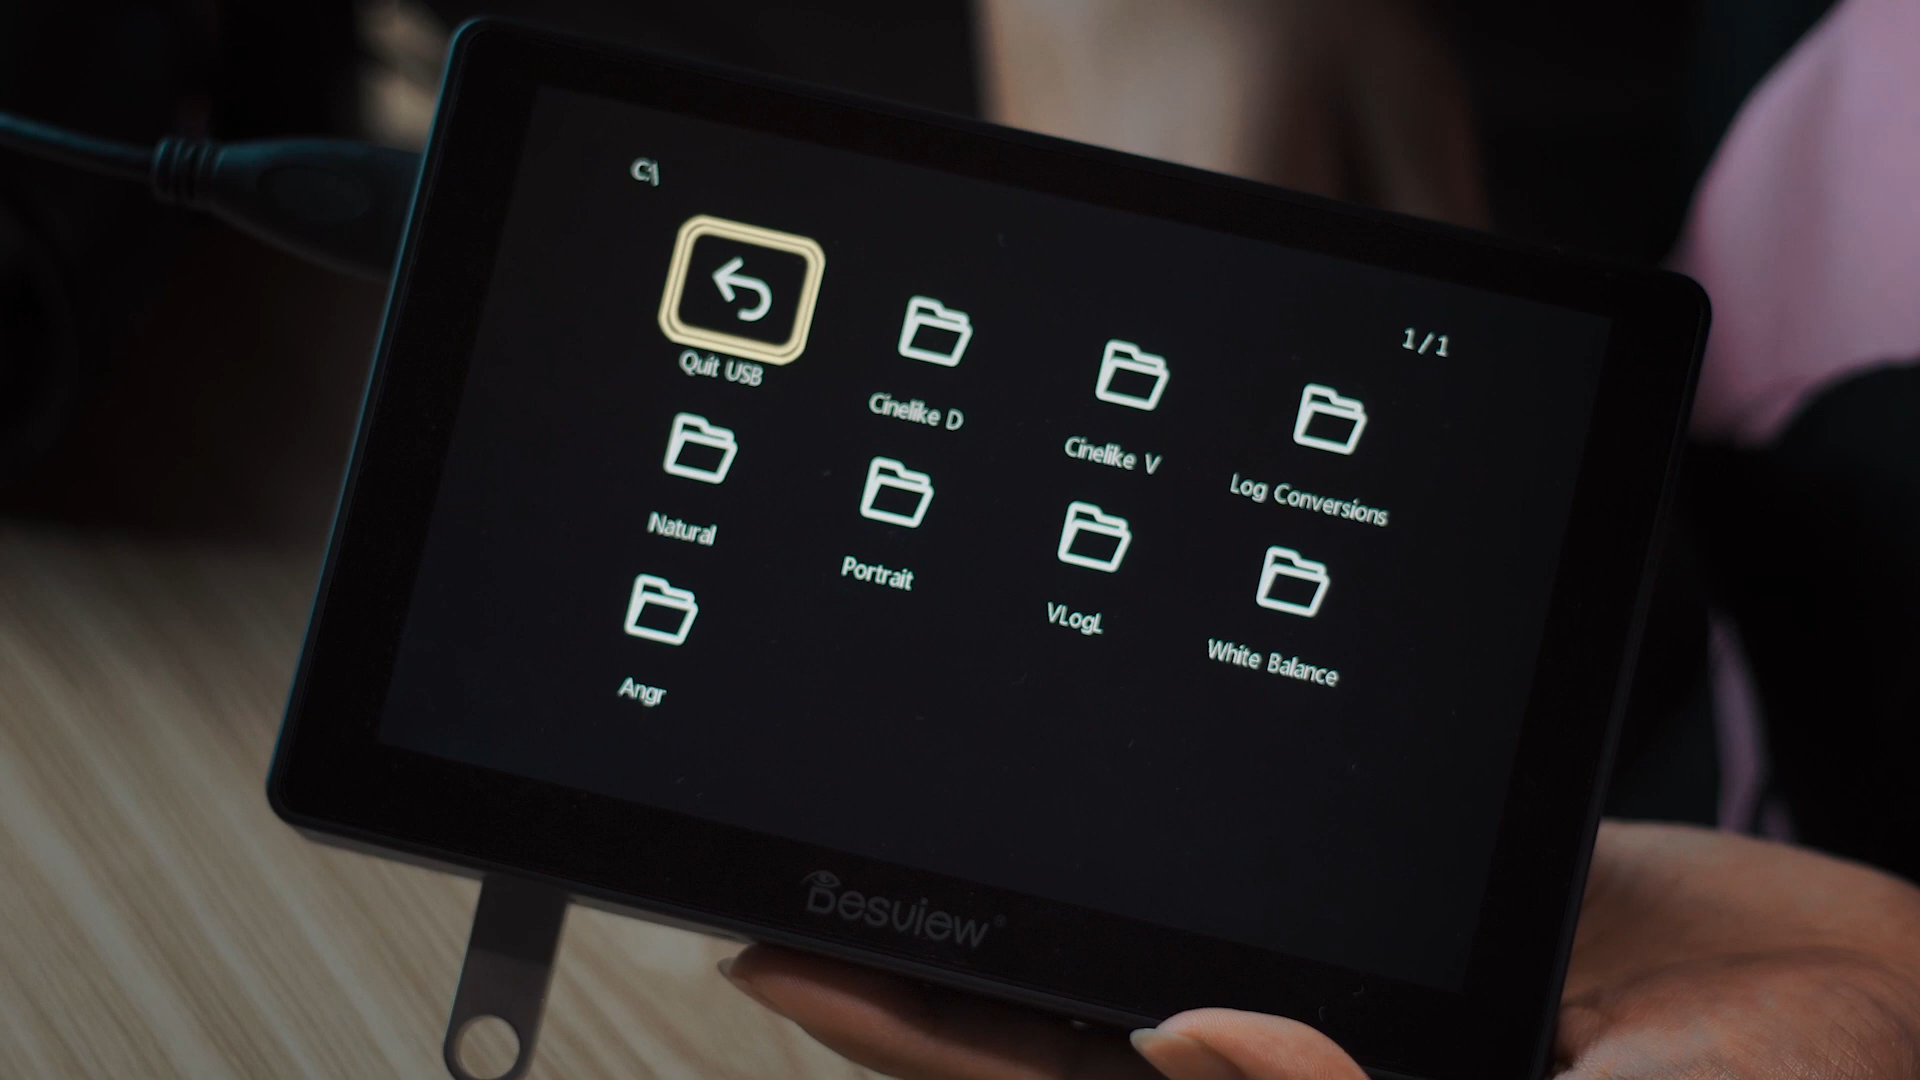 C:\
1/1
Quit USB
Cinelike D
Cinelike V
Log Conversions
Natural
Portrait
VLogL
White Balance
Angr
Desview®